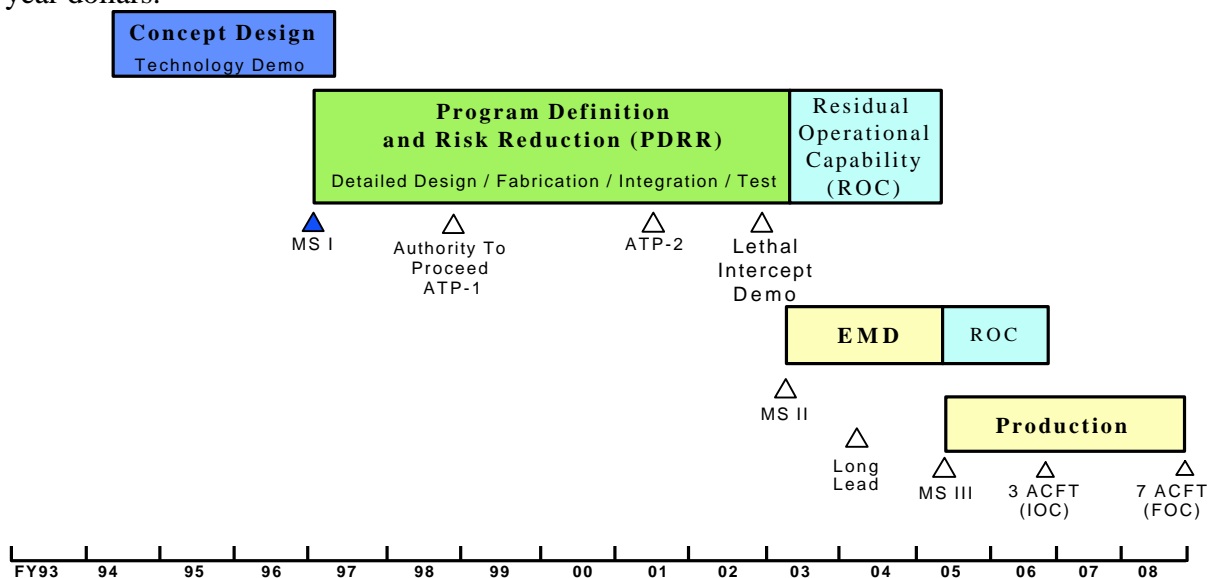 year dollars.
Concept Design
Technology Demo
Program Definition
and Risk Reduction (PDRR)
Detailed Design / Fabrication / Integration / Test
Residual
Operational
Capability
(ROC)
MS I
Authority To
Proceed
ATP-1
ATP-2
Lethal
Intercept
Demo
EMD
ROC
MS II
Production
Long
Lead
MS III
3 ACFT
(IOC)
7 ACFT
(FOC)
FY93 94 95 96 97 98 99 00 01 02 03 04 05 06 07 08